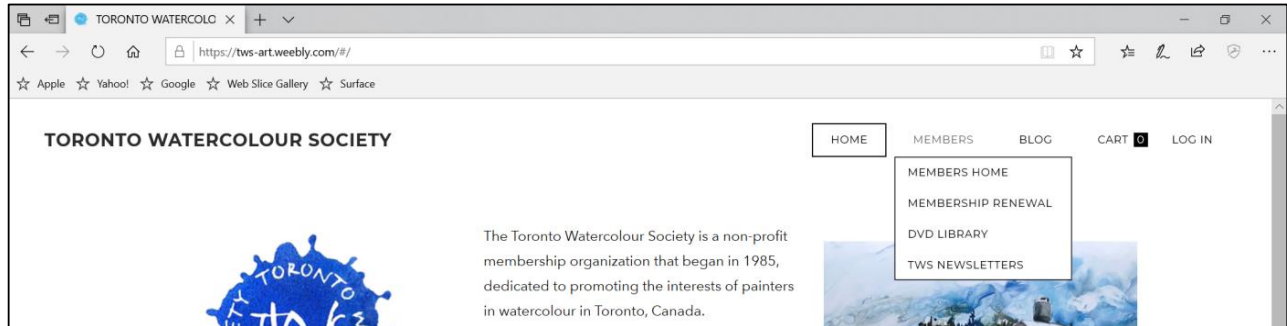 TORONTO WATERCOLO
https://tws-art.weebly.com/#/
Apple Yahoo! Google Web Slice Gallery Surface
TORONTO WATERCOLOUR SOCIETY
HOME MEMBERS BLOG CART 0 LOG IN
MEMBERS HOME
MEMBERSHIP RENEWAL
DVD LIBRARY
TWS NEWSLETTERS
The Toronto Watercolour Society is a non-profit
membership organization that began in 1985,
dedicated to promoting the interests of painters
in watercolour in Toronto, Canada.
TORONTO